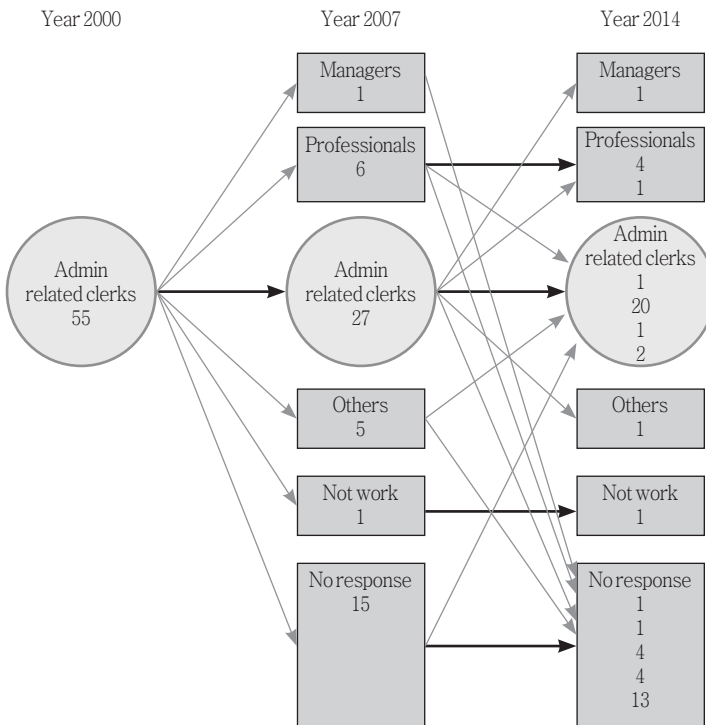 Year 2000
Year 2007
Year 2014
Managers
1
Managers
1
Professionals
6
Professionals
4
1
Admin
related clerks
55
Admin
related clerks
27
Admin
related clerks
1
20
1
2
Others
5
Others
1
Not work
1
Not work
1
No response
15
No response
1
1
4
4
13